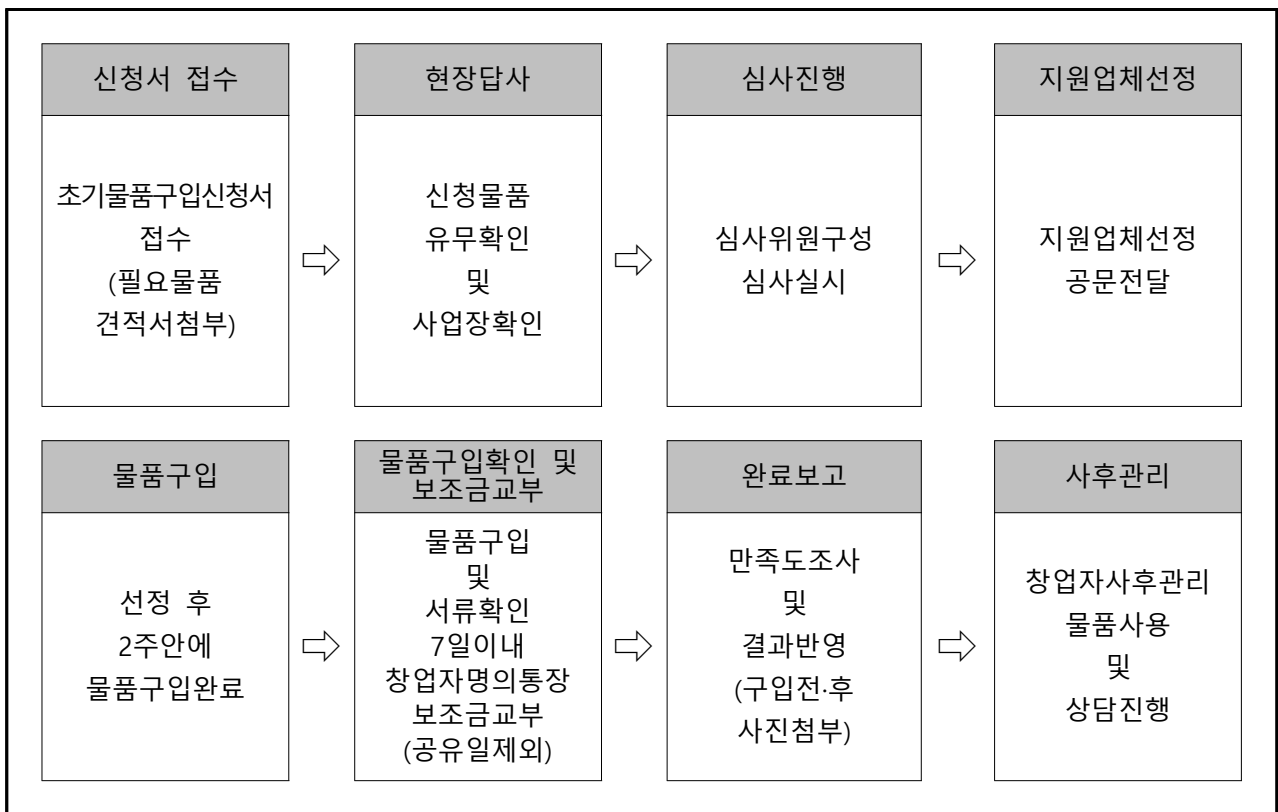 신청서 접수
초기물품구입신청서
접수
(필요물품
견적서첨부)
⇨
현장답사
신청물품
유무확인
및
사업장확인
⇨
심사진행
심사위원구성
심사실시
⇨
지원업체선정
지원업체선정
공문전달
물품구입
선정 후
2주안에
물품구입완료
⇨
물품구입확인 및
보조금교부
물품구입
및
서류확인
7일이내
창업자명의통장
보조금교부
(공유일제외)
⇨
완료보고
만족도조사
및
결과반영
(구입전·후
사진첨부)
⇨
사후관리
창업자사후관리
물품사용
및
상담진행